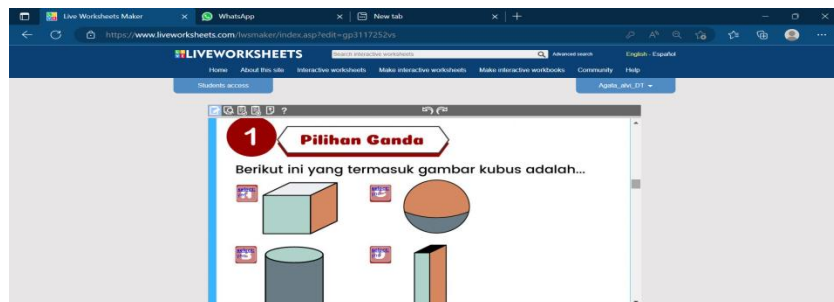 Live Worksheets Maker
WhatsApp
New tab
https://www.liveworksheets.com/lwsmaker/index.asp?edit=gp3117252vs
LIVEWORKSHEETS
Search interactive worksheets
Advanced search
English - Español
Home About this site Interactive worksheets Make interactive worksheets Make interactive workbooks Community Help
Students access
Agata_alvi_DT
1 Pilihan Ganda
Berikut ini yang termasuk gambar kubus adalah...